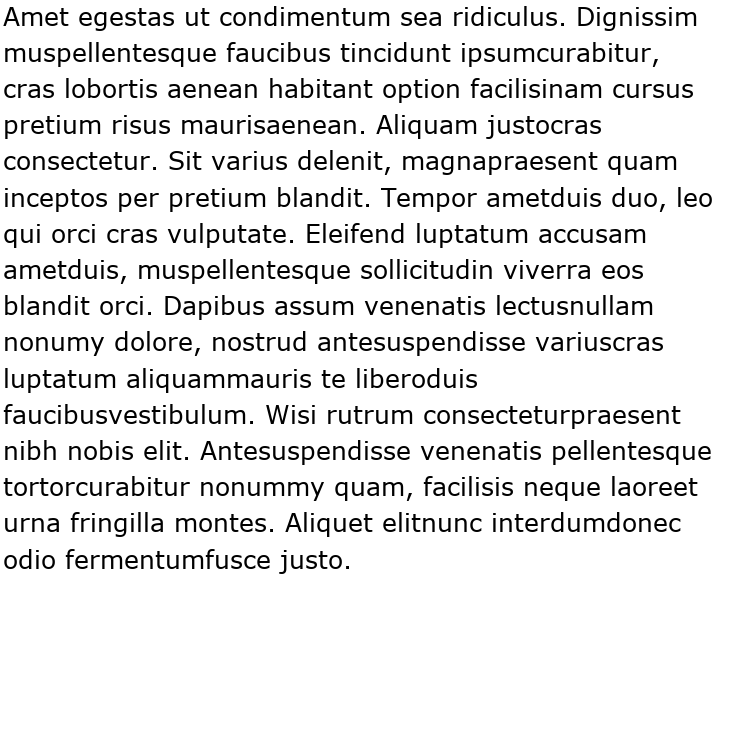 Amet egestas ut condimentum sea ridiculus. Dignissim
muspellentesque faucibus tincidunt ipsumcurabitur,
cras lobortis aenean habitant option facilisinam cursus
pretium risus maurisaenean. Aliquam justocras
consectetur. Sit varius delenit, magnapraesent quam
inceptos per pretium blandit. Tempor ametduis duo, leo
qui orci cras vulputate. Eleifend luptatum accusam
ametduis, muspellentesque sollicitudin viverra eos
blandit orci. Dapibus assum venenatis lectusnullam
nonumy dolore, nostrud antesuspendisse variuscras
luptatum aliquammauris te liberoduis
faucibusvestibulum. Wisi rutrum consecteturpraesent
nibh nobis elit. Antesuspendisse venenatis pellentesque
tortorcurabitur nonummy quam, facilisis neque laoreet
urna fringilla montes. Aliquet elitnunc interdumdonec
odio fermentumfusce justo.